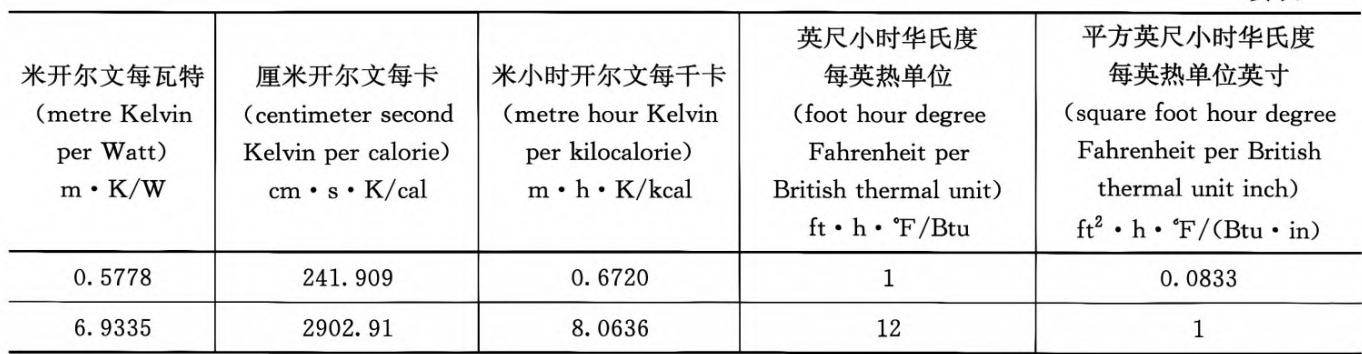 米开尔文每瓦特
(metre Kelvin
per Watt)
m·K/W
厘米开尔文每卡
(centimeter second
Kelvin per calorie)
cm·s·K/cal
米小时开尔文每千卡
(metre hour Kelvin
per kilocalorie)
m·h·K/kcal
英尺小时华氏度
每英热单位
(foot hour degree
Fahrenheit per
British thermal unit)
ft·h·℉/Btu
平方英尺小时华氏度
每英热单位英寸
(square foot hour degree
Fahrenheit per British
thermal unit inch)
ft²·h·℉/(Btu·in)
0.5778 241.909 0.6720 1 0.0833
6.9335 2902.91 8.0636 12 1